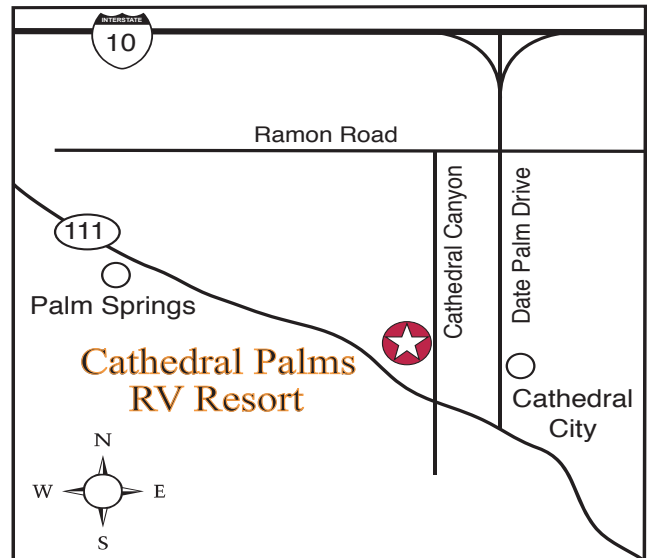 INTERSTATE
10
Ramon Road
111
Palm Springs
Cathedral Canyon
Date Palm Drive
Cathedral Palms
RV Resort
Cathedral
City
N
W
E
S